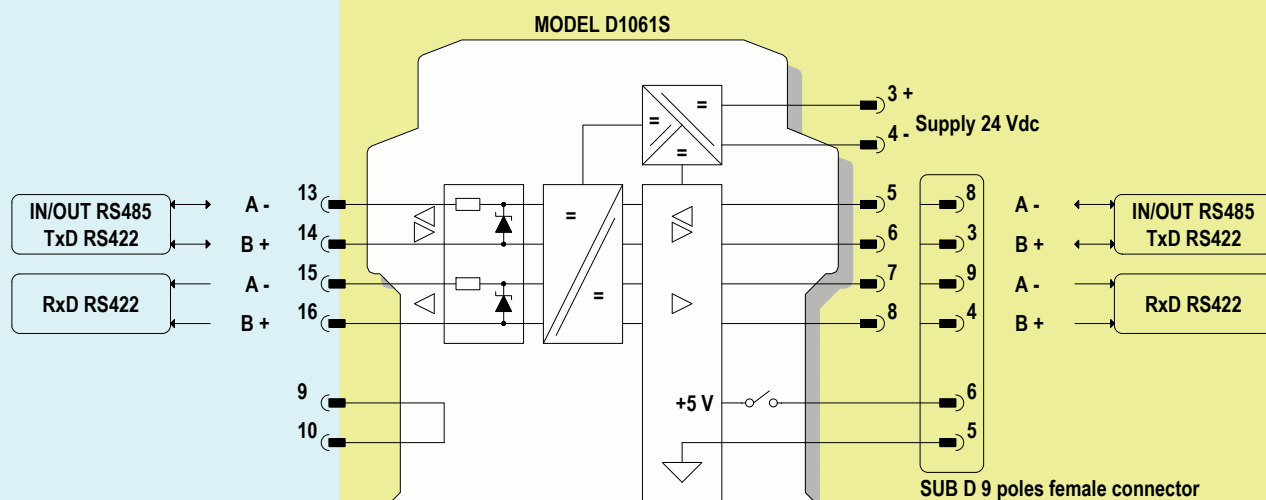 MODEL D1061S
3 +
4 -
Supply 24 Vdc
=
=
=
IN/OUT RS485
TxD RS422
A -
13
B +
14
=
=
5
6
8
3
A -
B +
IN/OUT RS485
TxD RS422
RxD RS422
A -
15
B +
16
7
8
9
4
A -
B +
RxD RS422
9
10
+5 V
6
5
SUB D 9 poles female connector